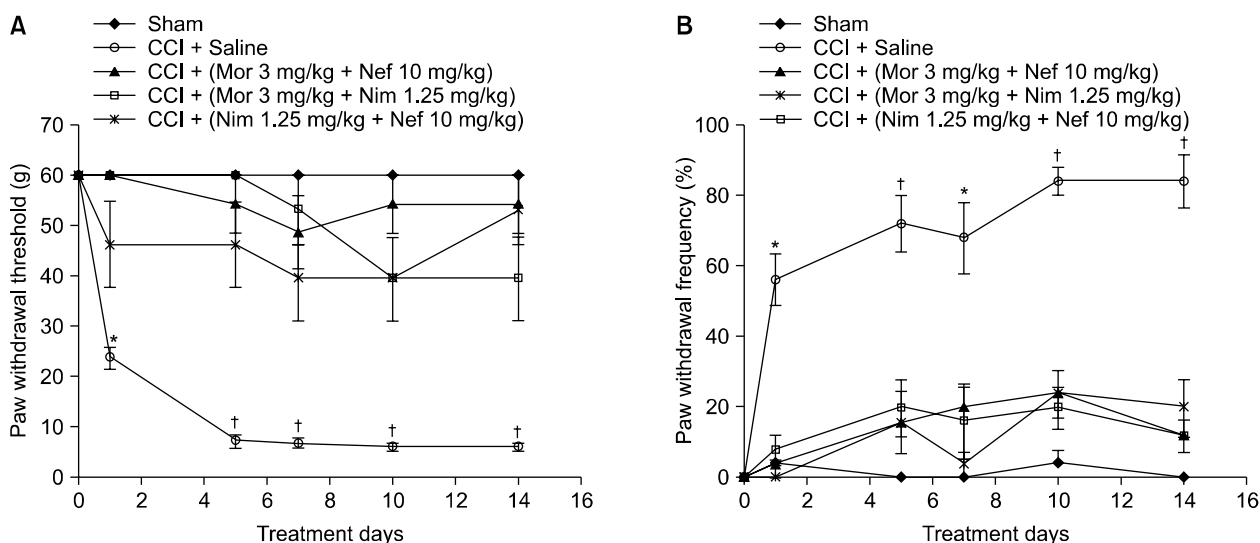 A
Sham
CCI + Saline
CCI + (Mor 3 mg/kg + Nef 10 mg/kg)
CCI + (Mor 3 mg/kg + Nim 1.25 mg/kg)
CCI + (Nim 1.25 mg/kg + Nef 10 mg/kg)
Paw withdrawal threshold (g)
70
60
50
40
30
20
10
0
*
†
†
†
†
0 2 4 6 8 10 12 14 16
Treatment days
B
Sham
CCI + Saline
CCI + (Mor 3 mg/kg + Nef 10 mg/kg)
CCI + (Mor 3 mg/kg + Nim 1.25 mg/kg)
CCI + (Nim 1.25 mg/kg + Nef 10 mg/kg)
Paw withdrawal frequency (%)
100
80
60
40
20
0
*
†
*
†
†
0 2 4 6 8 10 12 14 16
Treatment days